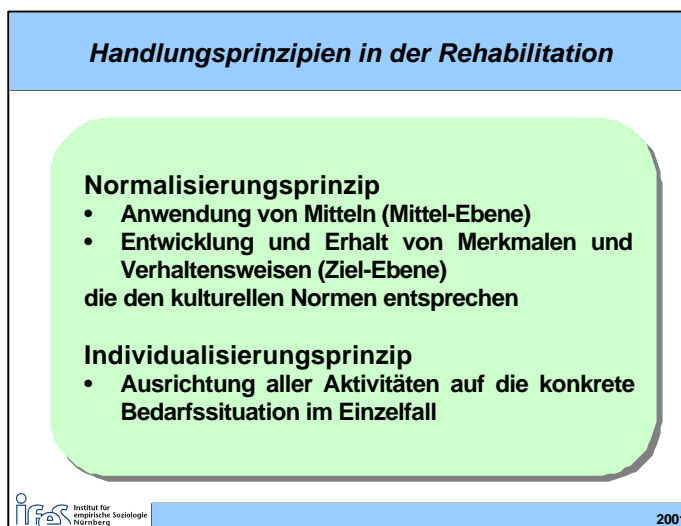 Handlungsprinzipien in der Rehabilitation
Normalisierungsprinzip
• Anwendung von Mitteln (Mittel-Ebene)
• Entwicklung und Erhalt von Merkmalen und
Verhaltensweisen (Ziel-Ebene)
die den kulturellen Normen entsprechen
Individualisierungsprinzip
• Ausrichtung aller Aktivitäten auf die konkrete
Bedarfssituation im Einzelfall
ifes
Institut für
empirische Soziologie
Nürnberg
2001